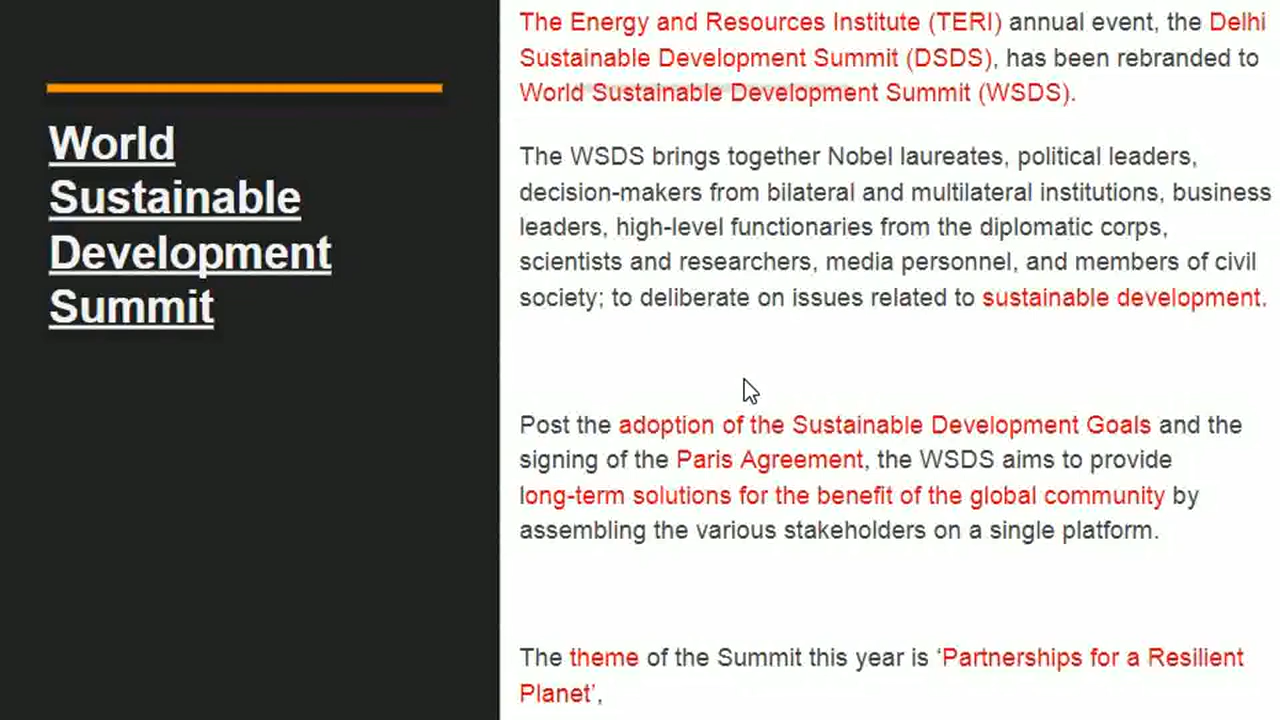 World
Sustainable
Development
Summit
The Energy and Resources Institute (TERI) annual event, the Delhi
Sustainable Development Summit (DSDS), has been rebranded to
World Sustainable Development Summit (WSDS).
The WSDS brings together Nobel laureates, political leaders,
decision-makers from bilateral and multilateral institutions, business
leaders, high-level functionaries from the diplomatic corps,
scientists and researchers, media personnel, and members of civil
society; to deliberate on issues related to sustainable development.
Post the adoption of the Sustainable Development Goals and the
signing of the Paris Agreement, the WSDS aims to provide
long-term solutions for the benefit of the global community by
assembling the various stakeholders on a single platform.
The theme of the Summit this year is ‘Partnerships for a Resilient
Planet’,